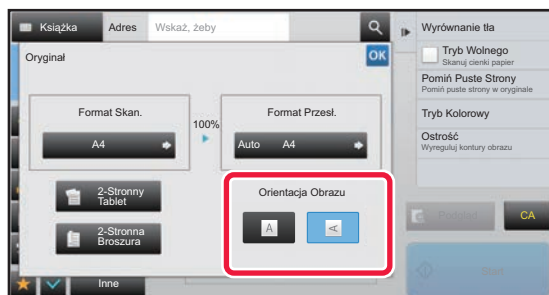 Książka
Adres
Wskaż, żeby
Oryginał
OK
Format Skan.
A4
100%
Format Przesł.
Auto A4
2-Stronny
Tablet
2-Stronna
Broszura
Orientacja Obrazu
A
A
Inne
Wyrównanie tła
Tryb Wolnego
Skanuj cienki papier
Pomiń Puste Strony
Pomiń puste strony w oryginale
Tryb Kolorowy
Ostrość
Wyreguluj kontury obrazu
Podgląd
CA
Start